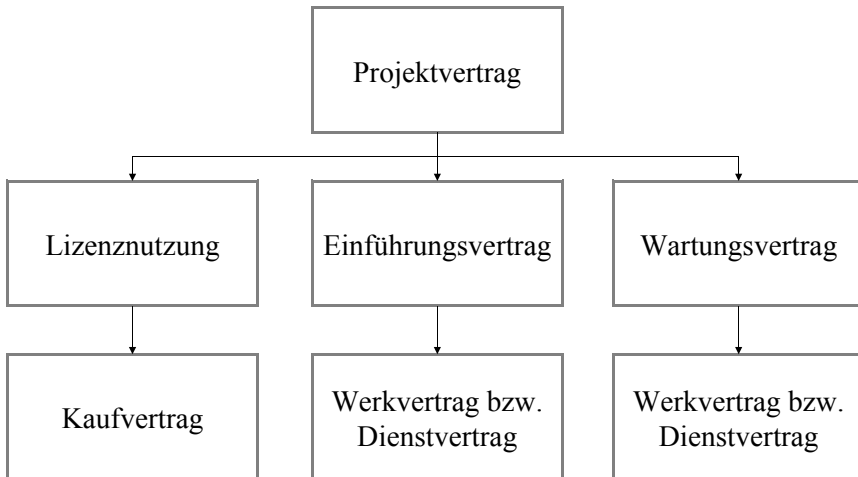 Projektvertrag
Lizenznutzung
Einführungsvertrag
Wartungsvertrag
Kaufvertrag
Werkvertrag bzw.
Dienstvertrag
Werkvertrag bzw.
Dienstvertrag